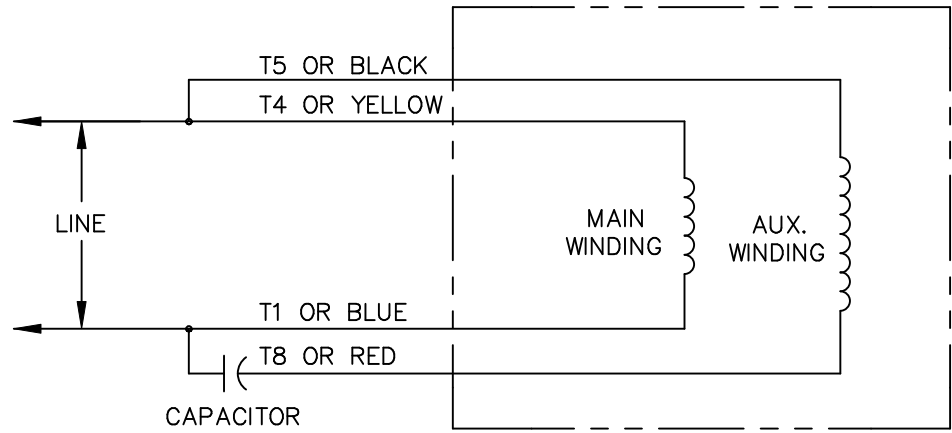 T5 OR BLACK
T4 OR YELLOW
LINE
MAIN
WINDING
AUX.
WINDING
T1 OR BLUE
T8 OR RED
CAPACITOR